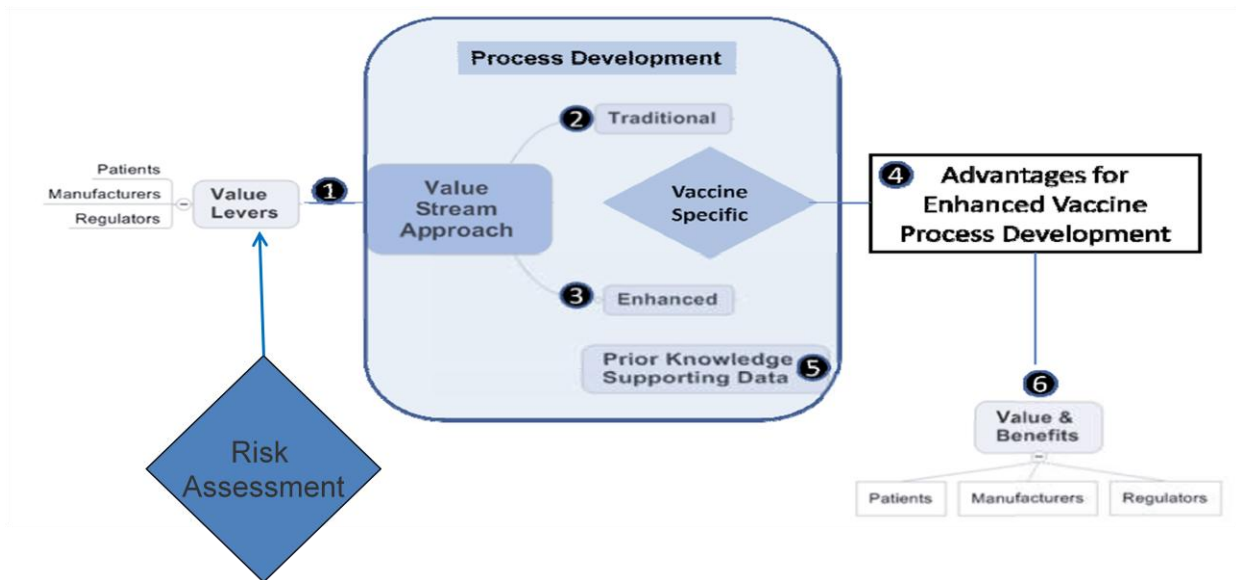 Process Development
2 Traditional
Patients
Manufacturers
Regulators
Value
Levers
1
Value
Stream
Approach
Vaccine
Specific
4 Advantages for
Enhanced Vaccine
Process Development
3 Enhanced
Prior Knowledge
Supporting Data 5
Risk
Assessment
6
Value &
Benefits
Patients
Manufacturers
Regulators